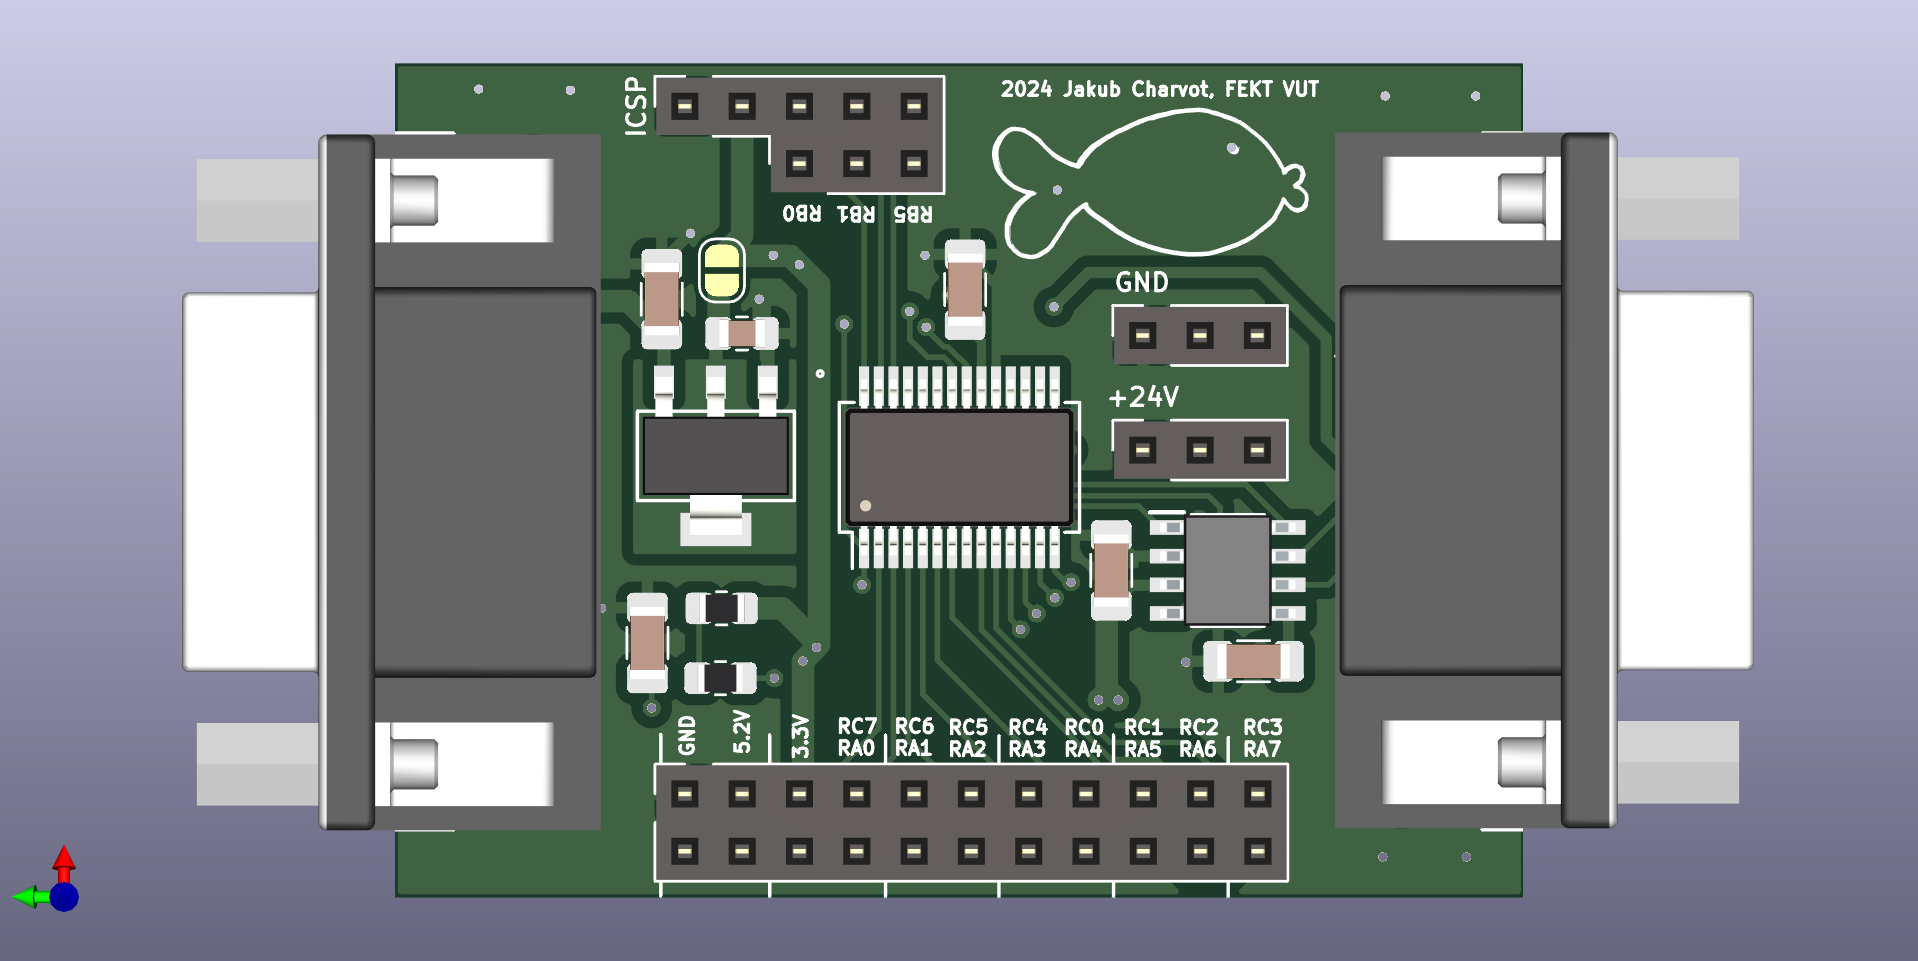 ICSP
2024 Jakub Charvot, FEKT VUT
RB0 RB1 RB5
GND
+24V
GND 5.2V 3.3V
RC7 RC6 RC5 RC4 RC0 RC1 RC2 RC3
RA0 RA1 RA2 RA3 RA4 RA5 RA6 RA7